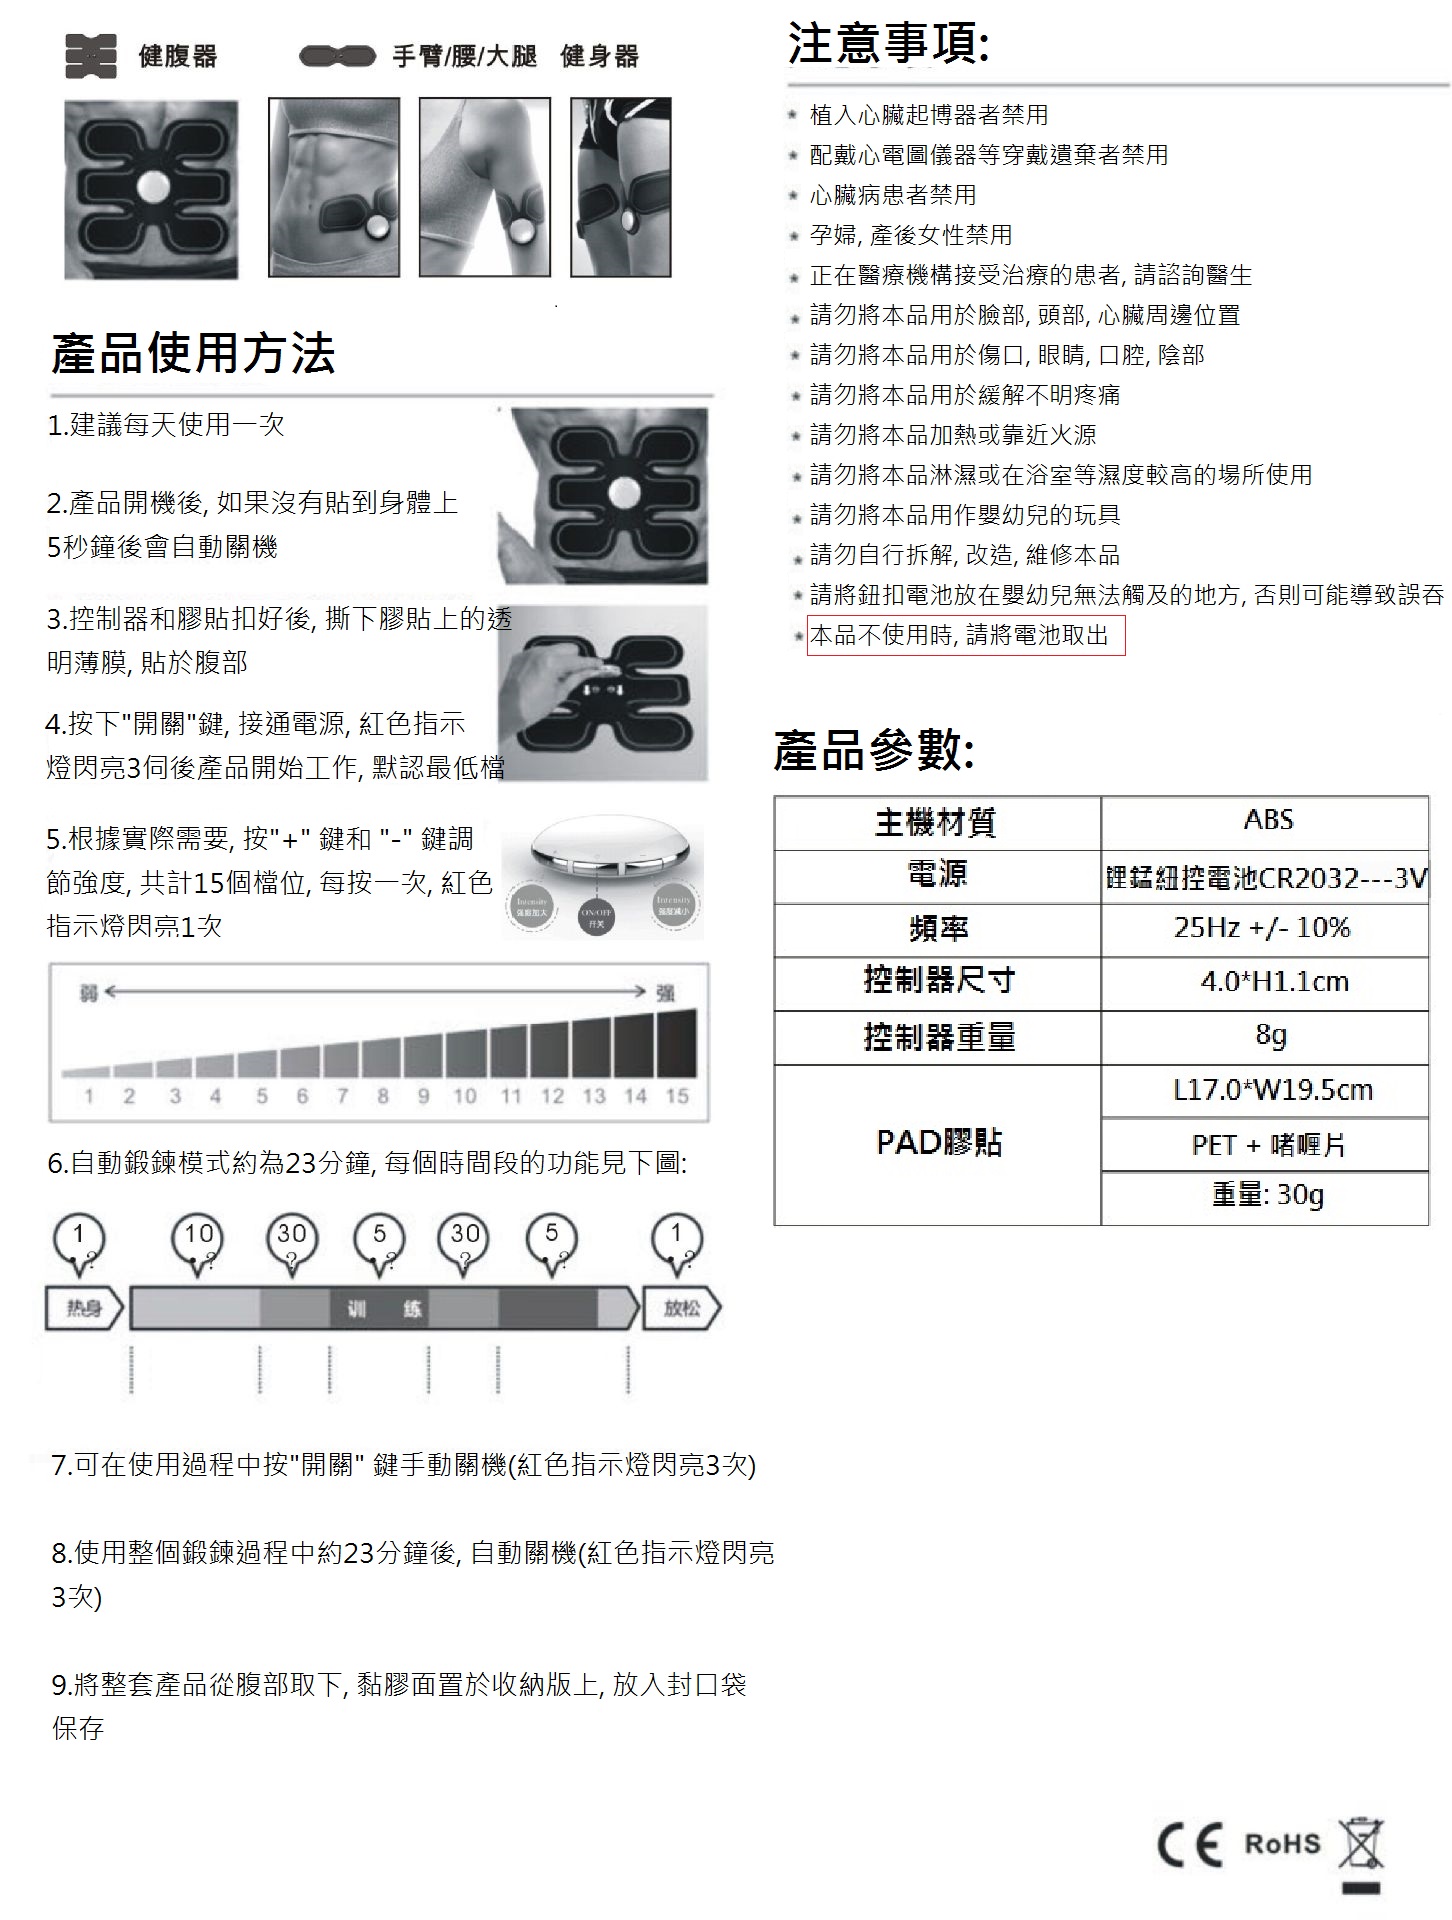 健腹器
手臂/腰/大腿 健身器
產品使用方法
1.建議每天使用一次
2.產品開機後, 如果沒有貼到身體上
5秒鐘後會自動關機
3.控制器和膠貼扣好後, 撕下膠貼上的透
明薄膜, 貼於腹部
4.按下"開關"鍵, 接通電源, 紅色指示
燈閃亮3伺後產品開始工作, 默認最低檔
5.根據實際需要, 按"+" 鍵和 "-" 鍵調
節強度, 共計15個檔位, 每按一次, 紅色
指示燈閃亮1次
Intensity
强度加大
ON/OFF
开关
Intensity
强度减小
弱 强
1 2 3 4 5 6 7 8 9 10 11 12 13 14 15
6.自動鍛鍊模式約為23分鐘, 每個時間段的功能見下圖:
1 10 30 5 30 5 1
? ? ? ? ? ? ?
热身 训 练 放松
7.可在使用過程中按"開關" 鍵手動關機(紅色指示燈閃亮3次)
8.使用整個鍛鍊過程中約23分鐘後, 自動關機(紅色指示燈閃亮
3次)
9.將整套產品從腹部取下, 黏膠面置於收納版上, 放入封口袋
保存
注意事項:
* 植入心臟起博器者禁用
* 配戴心電圖儀器等穿戴遺棄者禁用
* 心臟病患者禁用
* 孕婦, 產後女性禁用
* 正在醫療機構接受治療的患者, 請諮詢醫生
* 請勿將本品用於臉部, 頭部, 心臟周邊位置
* 請勿將本品用於傷口, 眼睛, 口腔, 陰部
* 請勿將本品用於緩解不明疼痛
* 請勿將本品加熱或靠近火源
* 請勿將本品淋濕或在浴室等濕度較高的場所使用
* 請勿將本品用作嬰幼兒的玩具
* 請勿自行拆解, 改造, 維修本品
* 請將鈕扣電池放在嬰幼兒無法觸及的地方, 否則可能導致誤吞
* 本品不使用時, 請將電池取出
產品參數:
主機材質 ABS
電源 鋰錳紐控電池CR2032---3V
頻率 25Hz +/- 10%
控制器尺寸 4.0*H1.1cm
控制器重量 8g
PAD膠貼 L17.0*W19.5cm
PET + 啫喱片
重量: 30g
CE RoHS